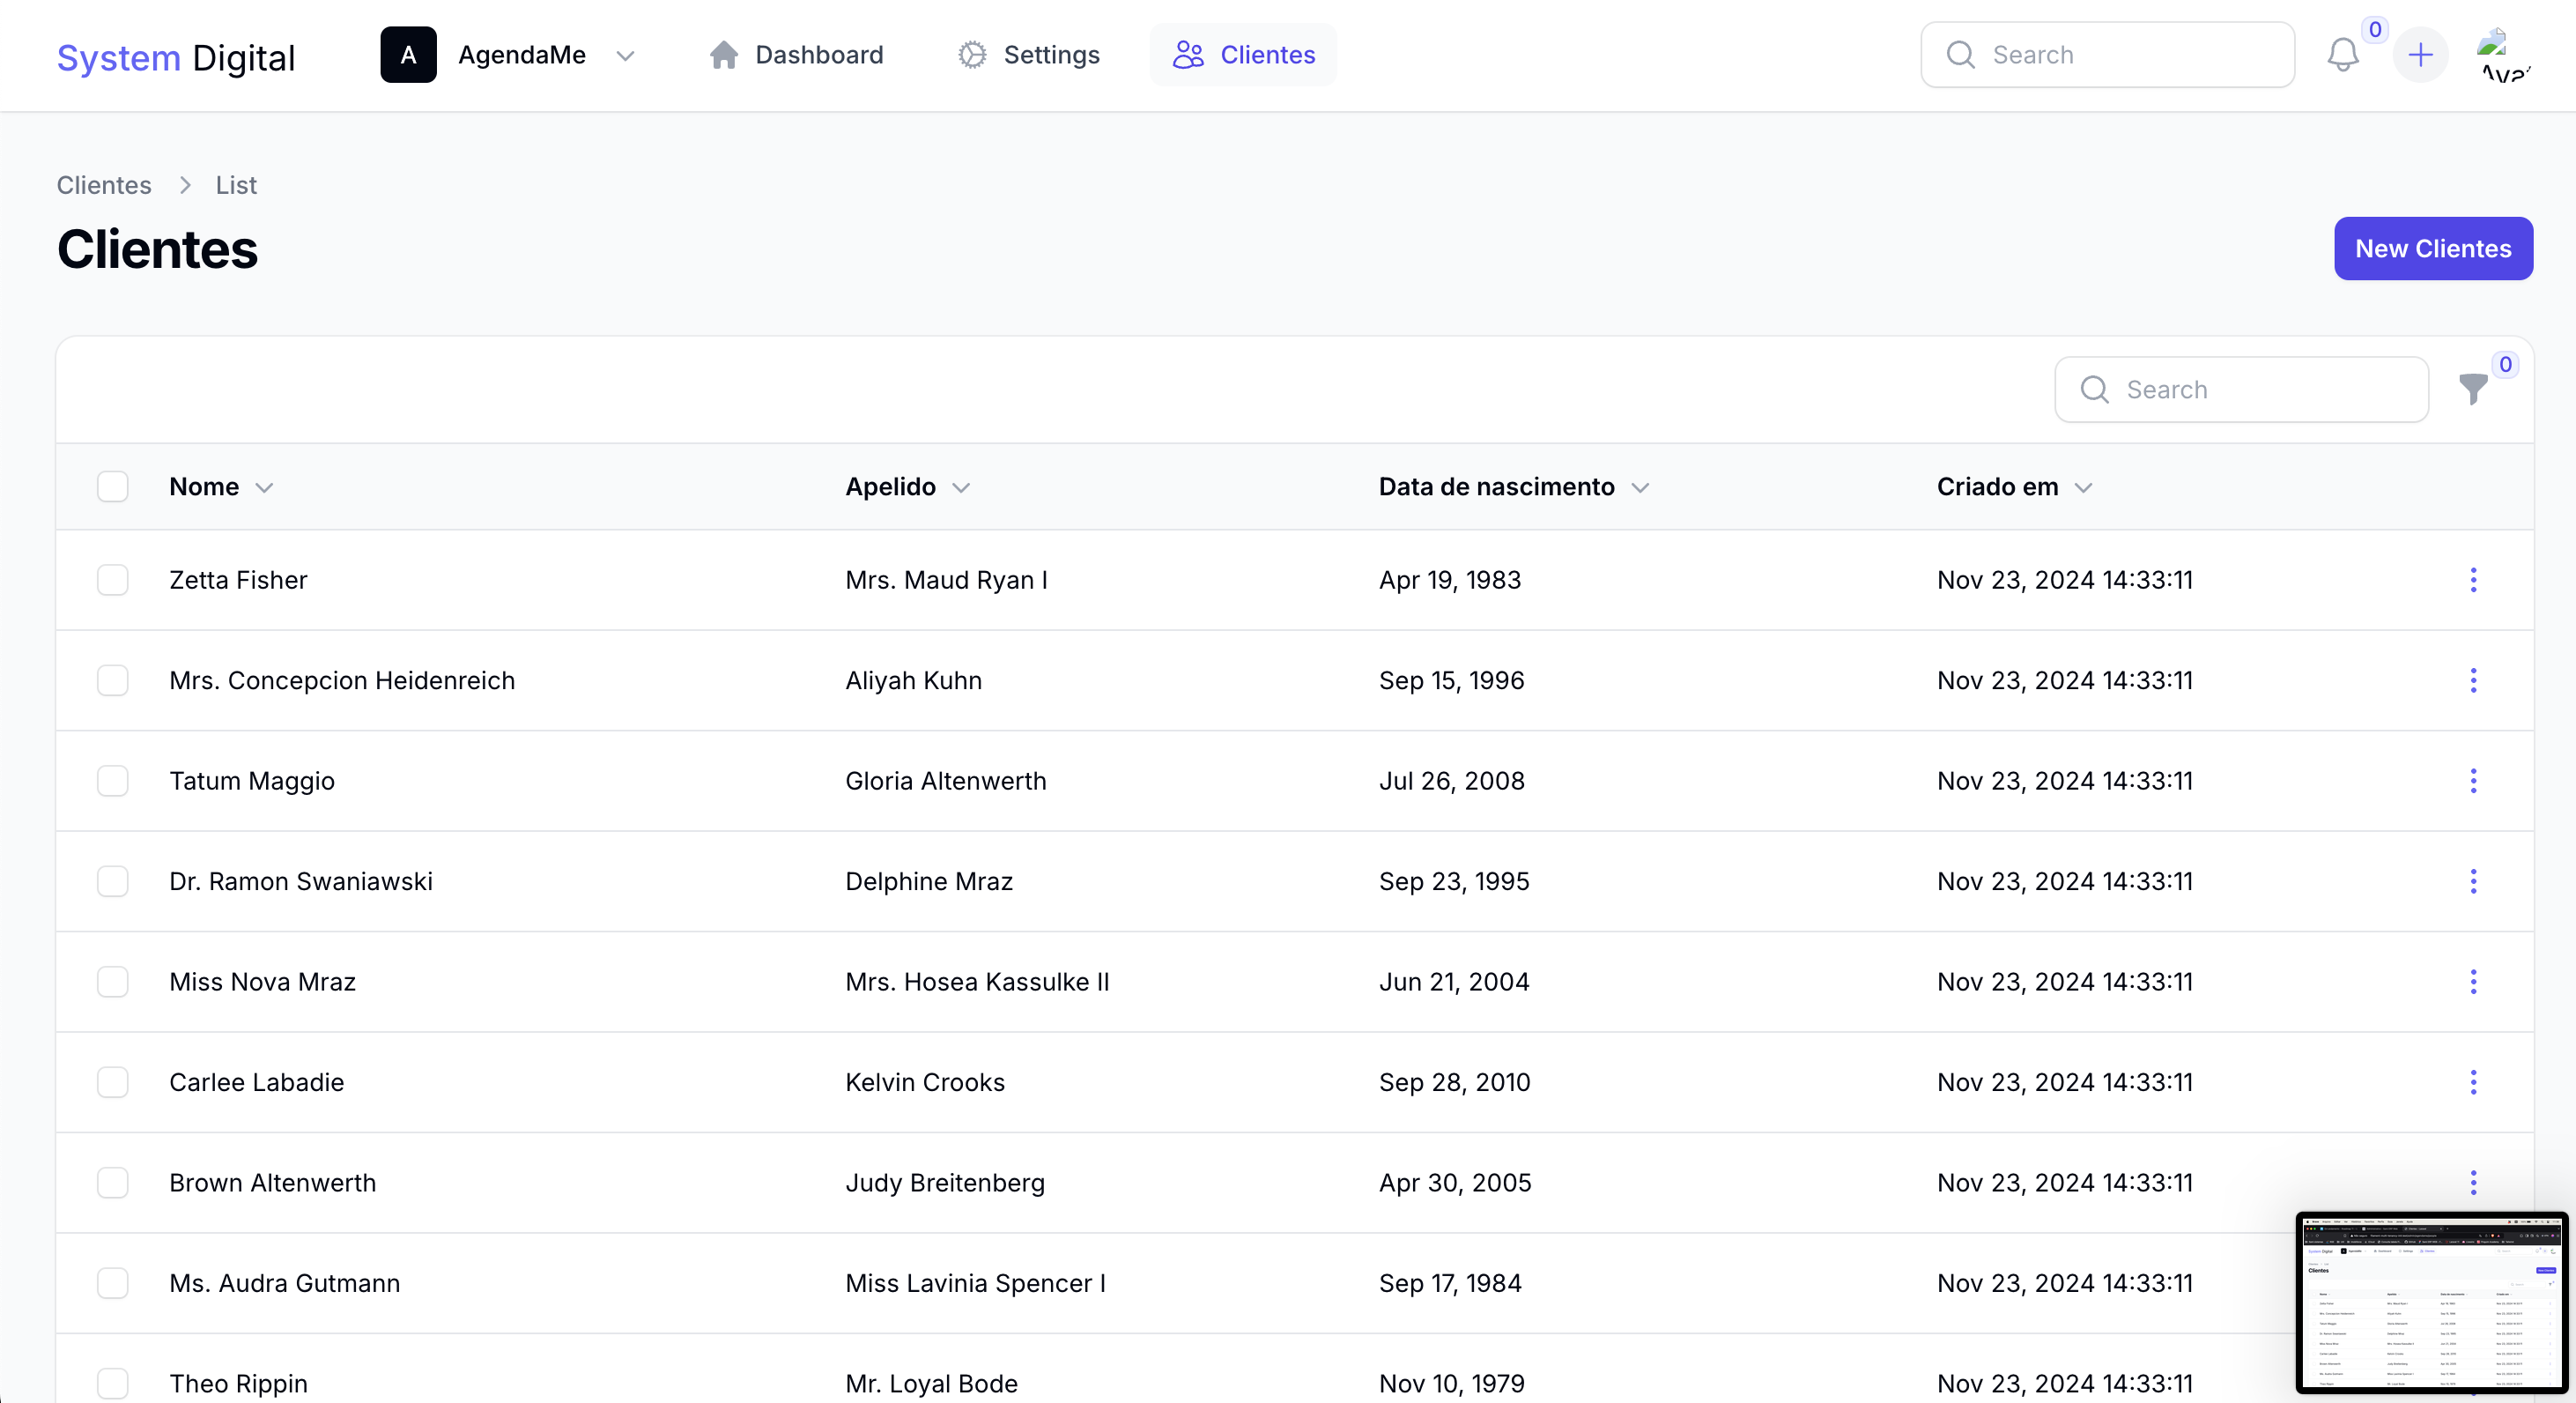 System Digital A AgendaMe Dashboard Settings Clientes Search 0
Clientes > List
Clientes New Clientes
Search 0
Nome Apelido Data de nascimento Criado em
Zetta Fisher Mrs. Maud Ryan I Apr 19, 1983 Nov 23, 2024 14:33:11
Mrs. Concepcion Heidenreich Aliyah Kuhn Sep 15, 1996 Nov 23, 2024 14:33:11
Tatum Maggio Gloria Altenwerth Jul 26, 2008 Nov 23, 2024 14:33:11
Dr. Ramon Swaniawski Delphine Mraz Sep 23, 1995 Nov 23, 2024 14:33:11
Miss Nova Mraz Mrs. Hosea Kassulke II Jun 21, 2004 Nov 23, 2024 14:33:11
Carlee Labadie Kelvin Crooks Sep 28, 2010 Nov 23, 2024 14:33:11
Brown Altenwerth Judy Breitenberg Apr 30, 2005 Nov 23, 2024 14:33:11
Ms. Audra Gutmann Miss Lavinia Spencer I Sep 17, 1984 Nov 23, 2024 14:33:11
Theo Rippin Mr. Loyal Bode Nov 10, 1979 Nov 23, 2024 14:33:11